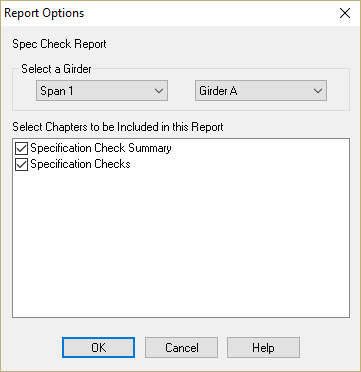 Report Options
Spec Check Report
Select a Girder
Span 1 Girder A
Select Chapters to be Included in this Report
Specification Check Summary
Specification Checks
OK Cancel Help